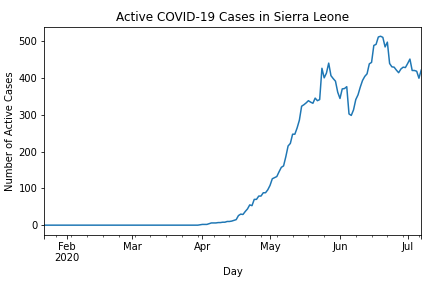 Active COVID-19 Cases in Sierra Leone
Number of Active Cases
500
400
300
200
100
0
Feb Mar Apr May Jun Jul
2020
Day